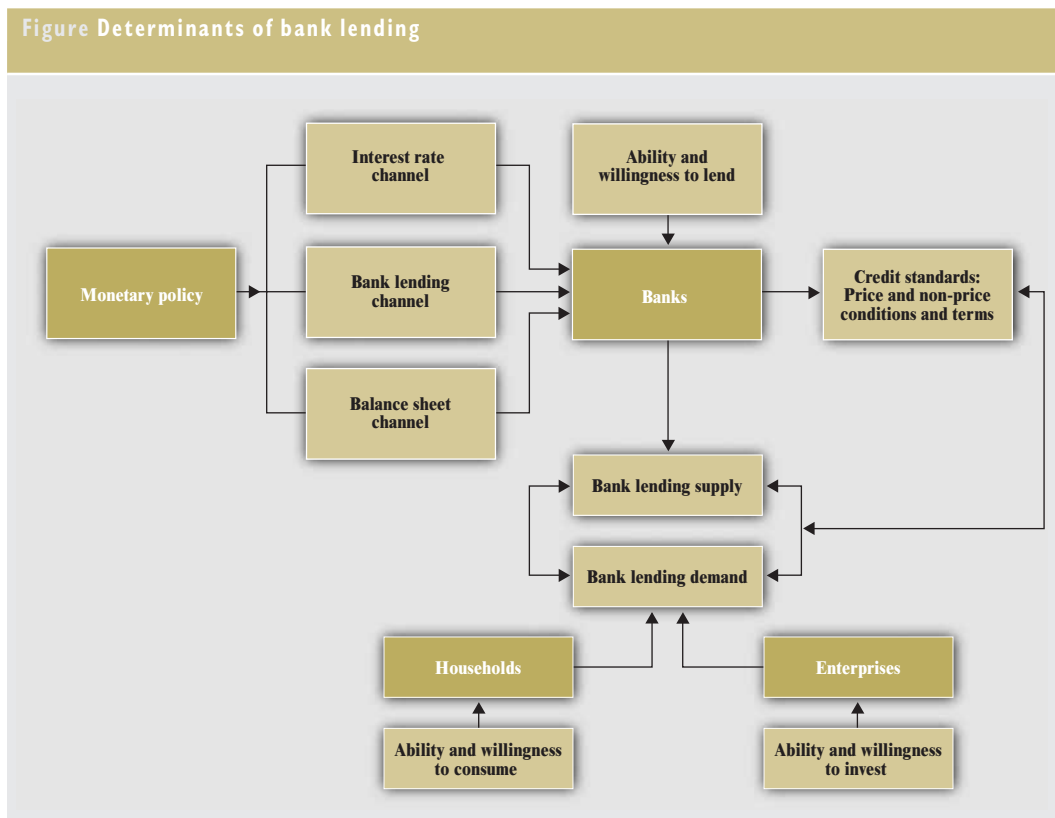 Figure Determinants of bank lending
Interest rate
channel
Ability and
willingness to lend
Monetary policy
Bank lending
channel
Banks
Credit standards:
Price and non-price
conditions and terms
Balance sheet
channel
Bank lending supply
Bank lending demand
Households
Enterprises
Ability and willingness
to consume
Ability and willingness
to invest